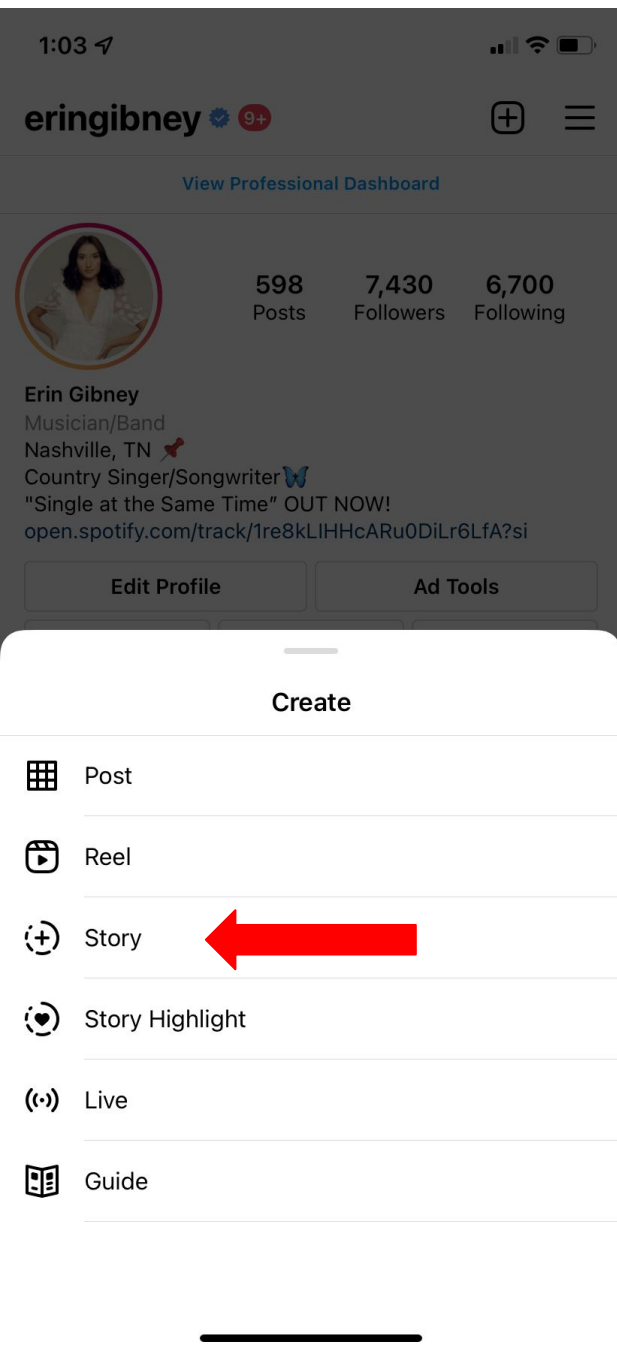 1:03
eringibney 9+
View Professional Dashboard
598 7,430 6,700
Posts Followers Following
Erin Gibney
Musician/Band
Nashville, TN 📌
Country Singer/Songwriter🦋
"Single at the Same Time” OUT NOW!
open.spotify.com/track/1re8kLlHHcARu0DiLr6LfA?si
Edit Profile Ad Tools
Create
Post
Reel
Story
Story Highlight
Live
Guide